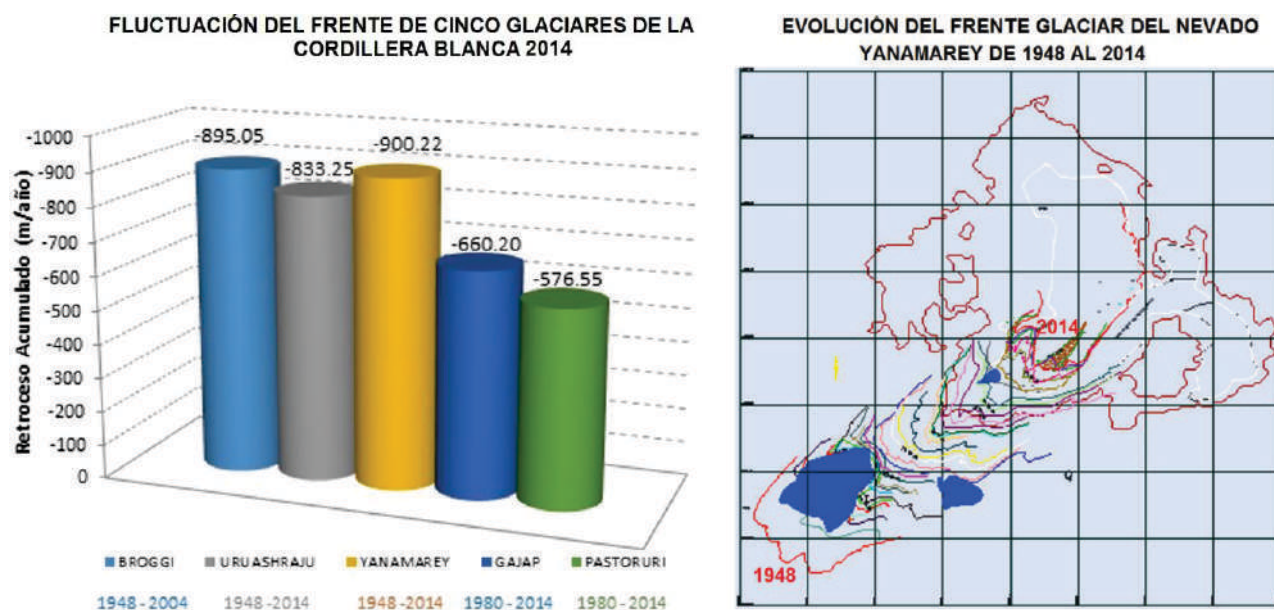 FLUCTUACIÓN DEL FRENTE DE CINCO GLACIARES DE LA
CORDILLERA BLANCA 2014
Retroceso Acumulado (m/año)
-1000
-900
-800
-700
-600
-500
-400
-300
-200
-100
0
-895.05
-833.25
-900.22
-660.20
-576.55
BROGGI URUASHRAJU YANAMAREY GAJAP PASTORURI
1948 - 2004 1948 -2014 1948 -2014 1980 -2014 1980 -2014
EVOLUCIÓN DEL FRENTE GLACIAR DEL NEVADO
YANAMAREY DE 1948 AL 2014
2014
1948